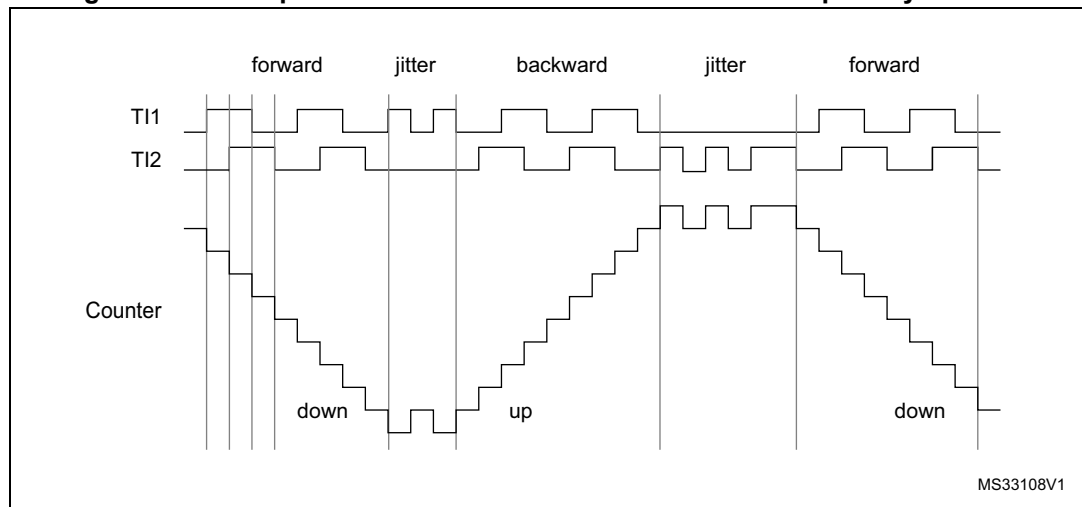 forward jitter backward jitter forward
TI1
TI2
Counter
down up down
MS33108V1